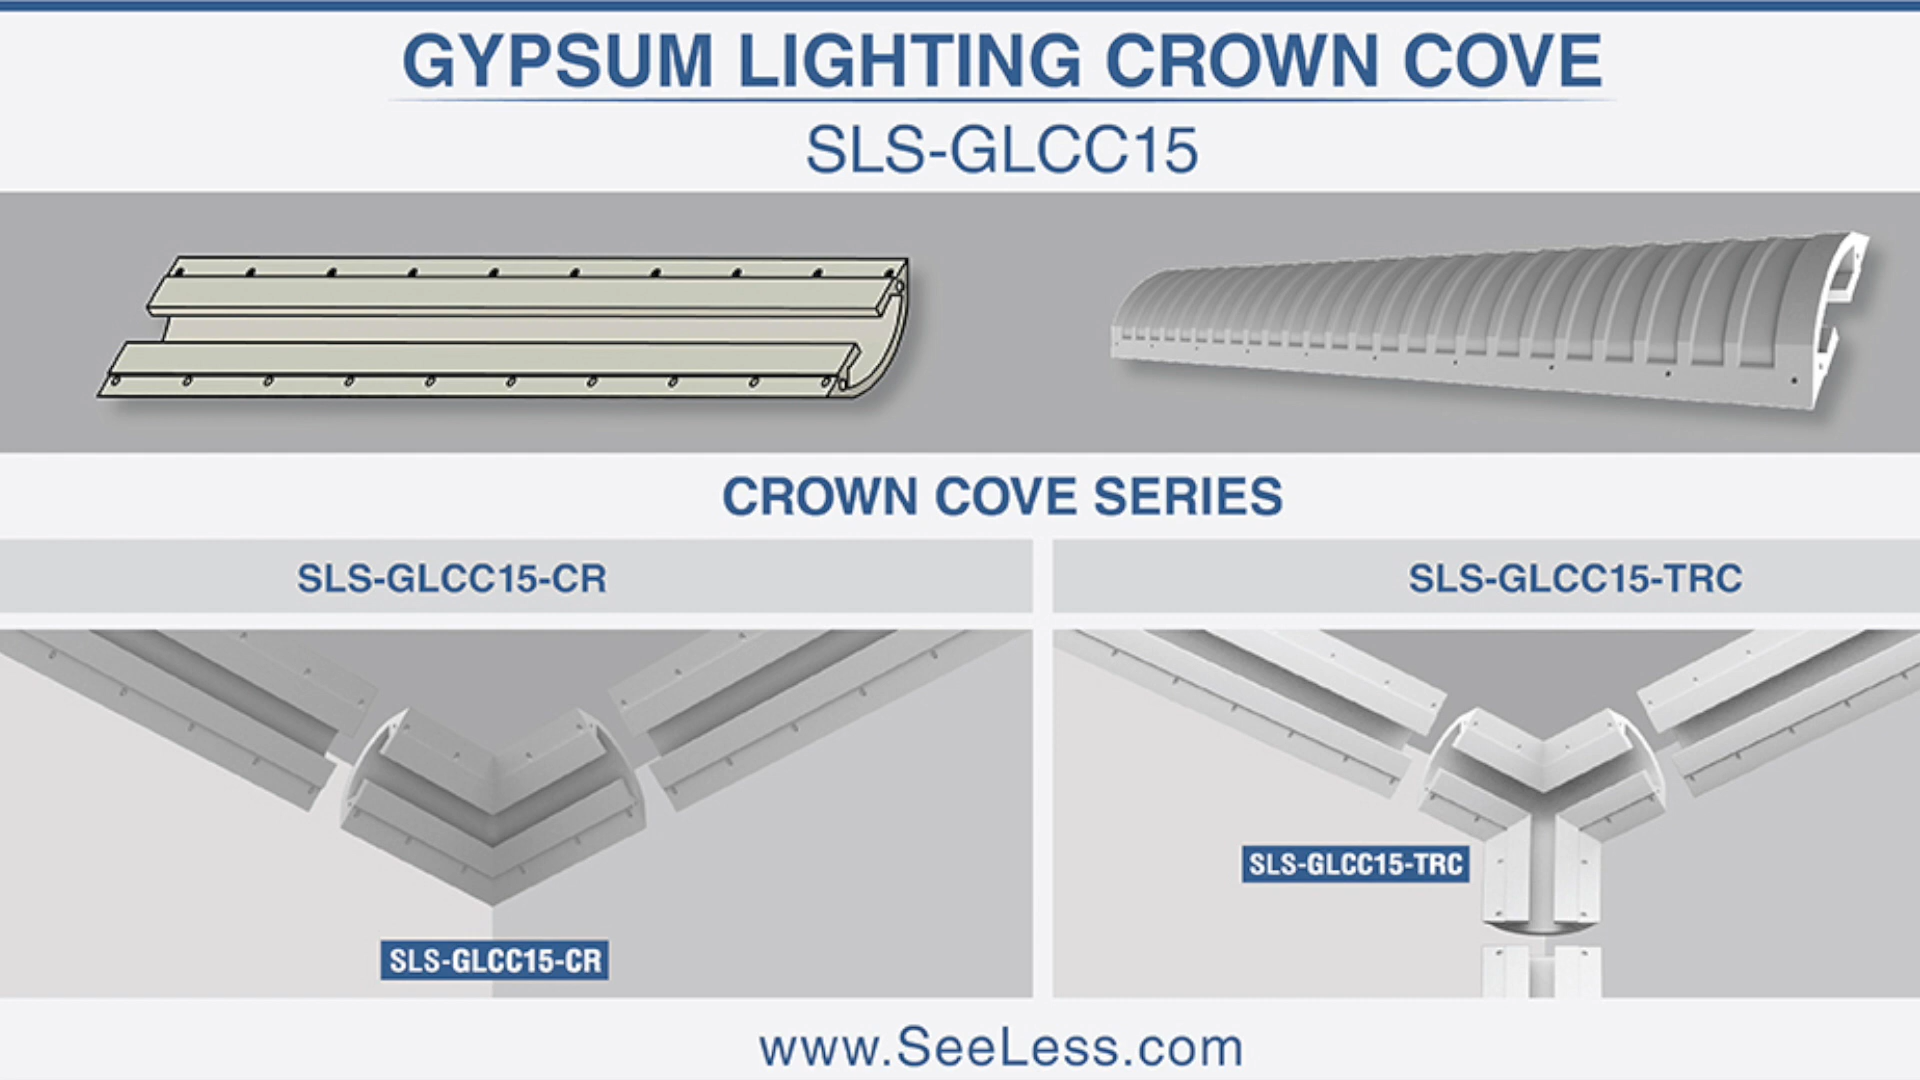 GYPSUM LIGHTING CROWN COVE
SLS-GLCC15
CROWN COVE SERIES
SLS-GLCC15-CR
SLS-GLCC15-TRC
SLS-GLCC15-TRC
SLS-GLCC15-CR
www.SeeLess.com